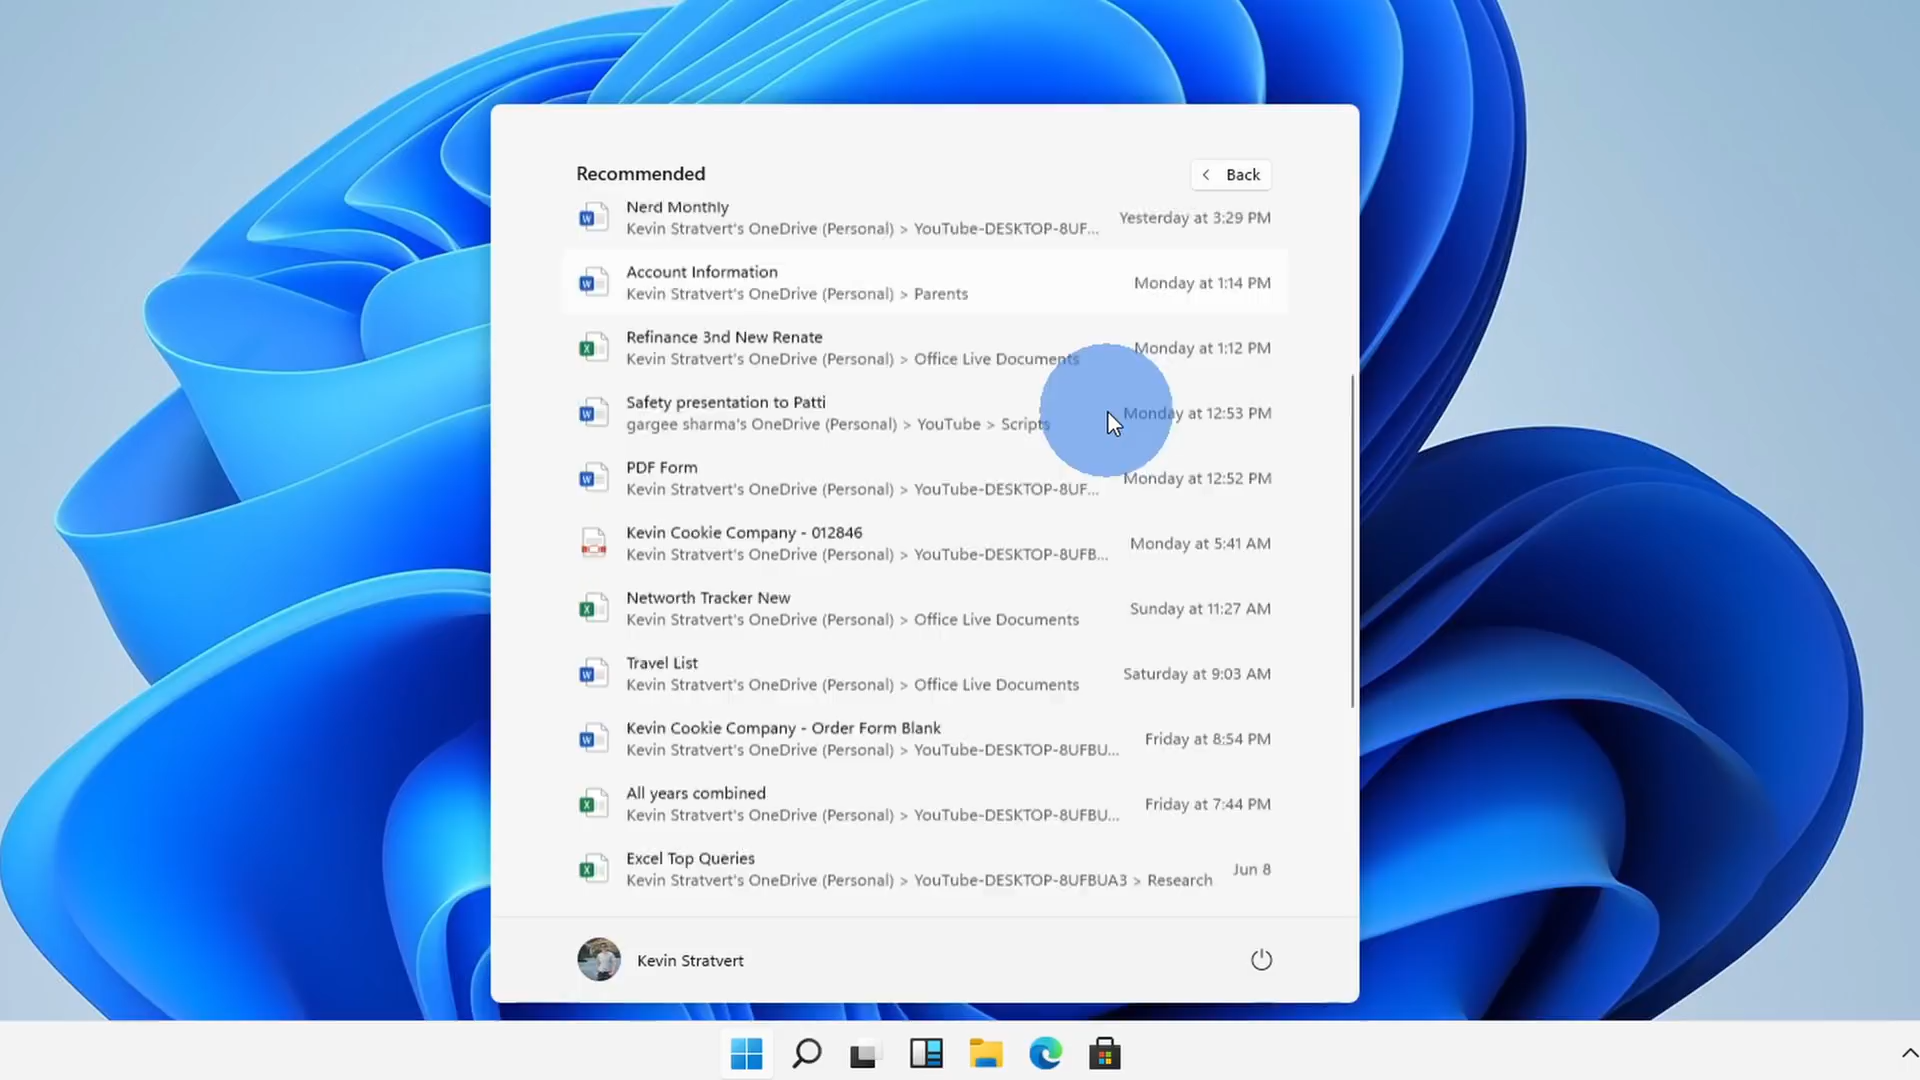 Recommended
Back
Nerd Monthly
Kevin Stratvert's OneDrive (Personal) > YouTube-DESKTOP-8UF...
Yesterday at 3:29 PM
Account Information
Kevin Stratvert's OneDrive (Personal) > Parents
Monday at 1:14 PM
Refinance 3nd New Renate
Kevin Stratvert's OneDrive (Personal) > Office Live Documents
Monday at 1:12 PM
Safety presentation to Patti
gargee sharma's OneDrive (Personal) > YouTube > Scripts
Monday at 12:53 PM
PDF Form
Kevin Stratvert's OneDrive (Personal) > YouTube-DESKTOP-8UF...
Monday at 12:52 PM
Kevin Cookie Company - 012846
Kevin Stratvert's OneDrive (Personal) > YouTube-DESKTOP-8UFB...
Monday at 5:41 AM
Networth Tracker New
Kevin Stratvert's OneDrive (Personal) > Office Live Documents
Sunday at 11:27 AM
Travel List
Kevin Stratvert's OneDrive (Personal) > Office Live Documents
Saturday at 9:03 AM
Kevin Cookie Company - Order Form Blank
Kevin Stratvert's OneDrive (Personal) > YouTube-DESKTOP-8UFBU...
Friday at 8:54 PM
All years combined
Kevin Stratvert's OneDrive (Personal) > YouTube-DESKTOP-8UFBU...
Friday at 7:44 PM
Excel Top Queries
Kevin Stratvert's OneDrive (Personal) > YouTube-DESKTOP-8UFBUA3 > Research
Jun 8
Kevin Stratvert